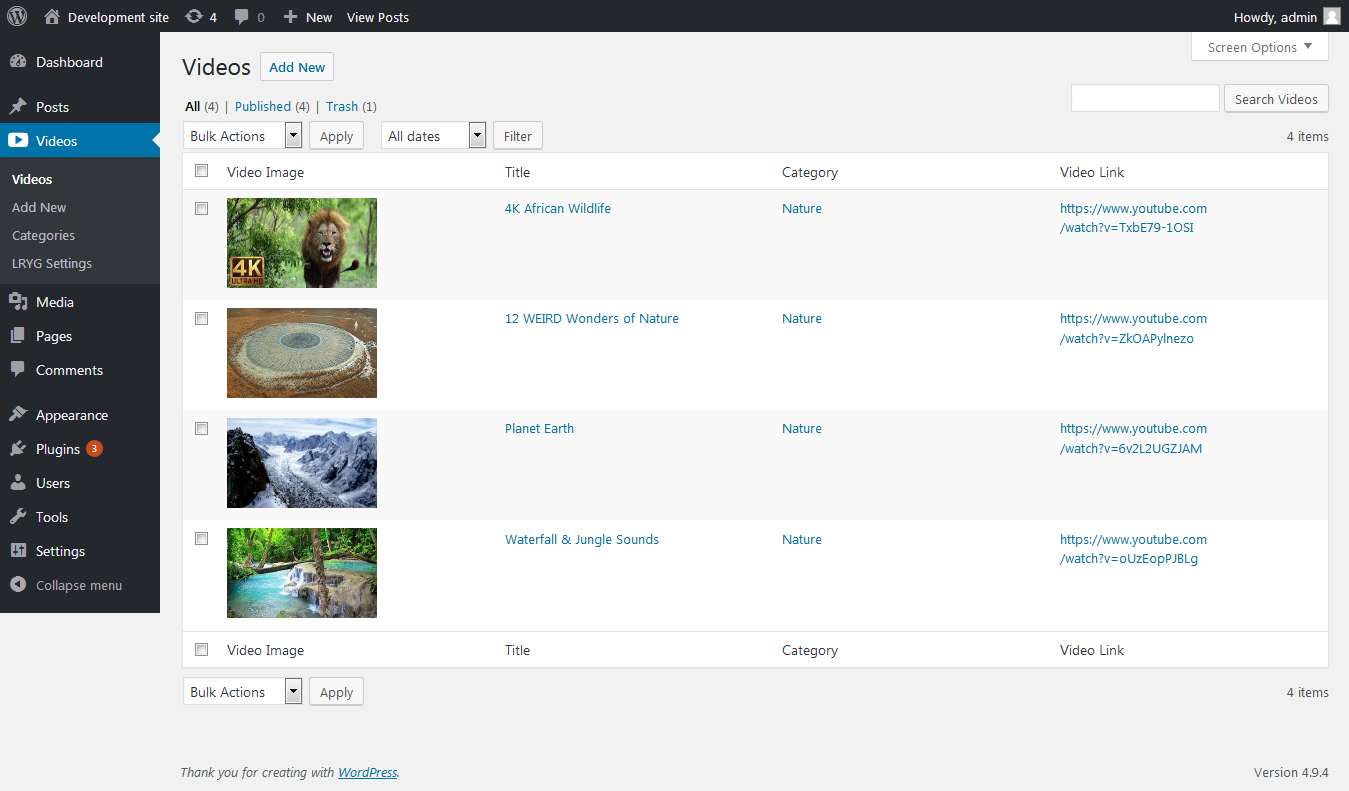 Development site 4 0 New View Posts Howdy, admin
Screen Options
Dashboard
Posts
Videos
Videos
Add New
Categories
LRYG Settings
Media
Pages
Comments
Appearance
Plugins 3
Users
Tools
Settings
Collapse menu
Videos Add New
All (4) | Published (4) | Trash (1)
Search Videos
Bulk Actions Apply All dates Filter 4 items
Video Image Title Category Video Link
4K African Wildlife Nature https://www.youtube.com
/watch?v=TxbE79-1OSI
4K
ULTRA HD
12 WEIRD Wonders of Nature Nature https://www.youtube.com
/watch?v=ZkOAPylnezo
Planet Earth Nature https://www.youtube.com
/watch?v=6v2L2UGZJAM
Waterfall & Jungle Sounds Nature https://www.youtube.com
/watch?v=oUzEopPJBLg
Video Image Title Category Video Link
Bulk Actions Apply 4 items
Thank you for creating with WordPress. Version 4.9.4